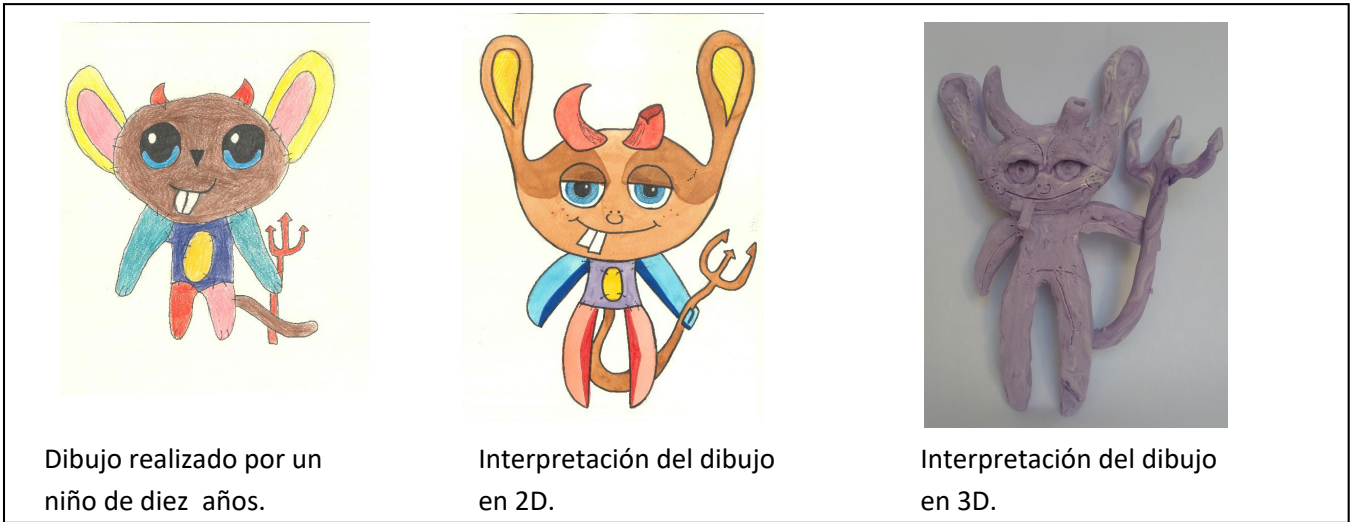 Dibujo realizado por un
niño de diez años.
Interpretación del dibujo
en 2D.
Interpretación del dibujo
en 3D.